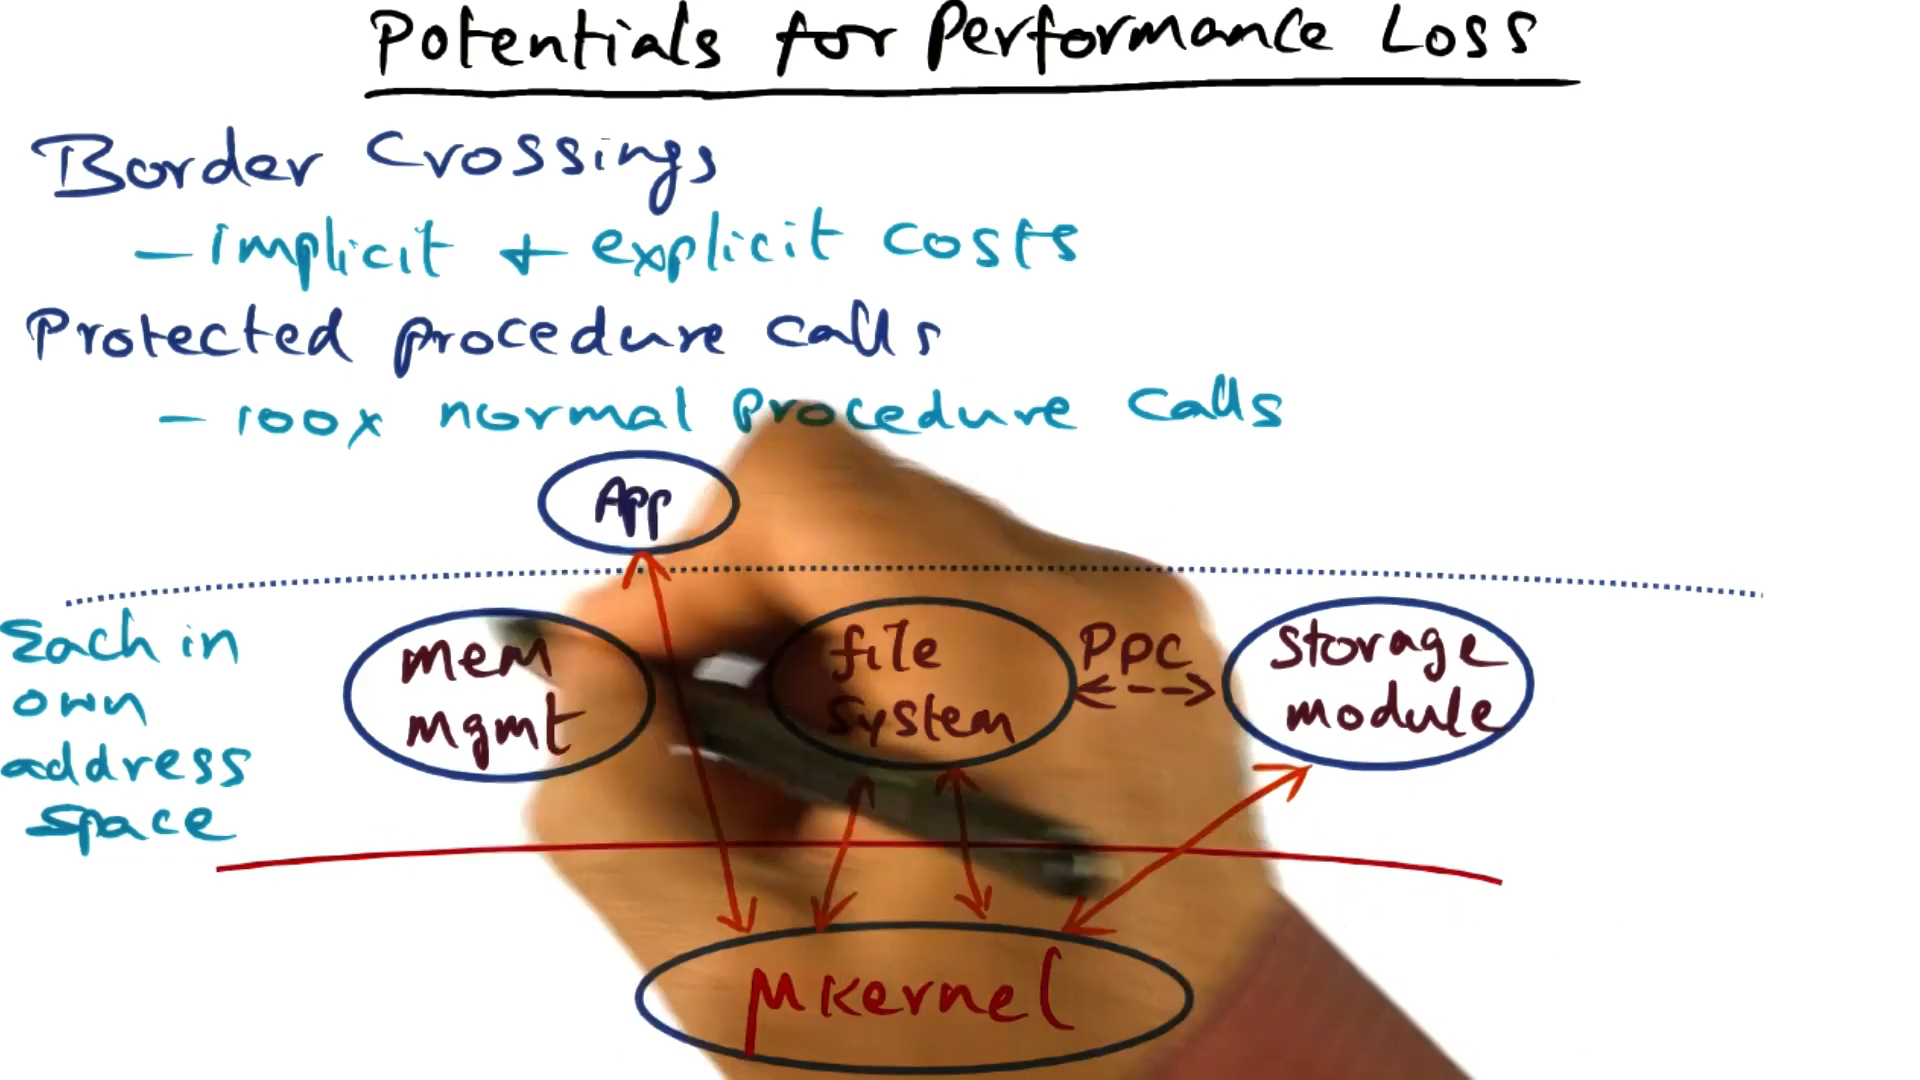 Potentials for Performance Loss
Border Crossings
- implicit + explicit costs
Protected procedure calls
- 100x normal procedure calls
App
Each in
own
address
space
mem
mgmt
file
system
PPC
storage
module
μkernel